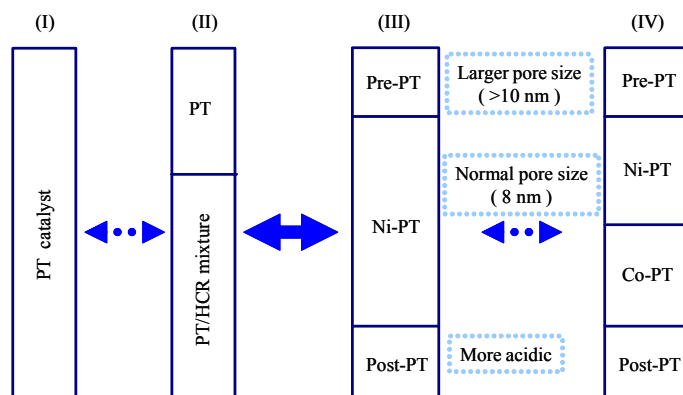 (I)
(II)
(III)
(IV)
PT catalyst
PT
PT/HCR mixture
Pre-PT
Ni-PT
Post-PT
Larger pore size
( >10 nm )
Normal pore size
( 8 nm )
More acidic
Pre-PT
Ni-PT
Co-PT
Post-PT